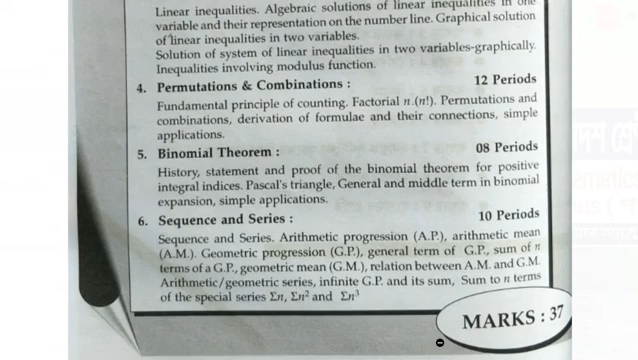 Linear inequalities. Algebraic solutions of linear inequalities in one
variable and their representation on the number line. Graphical solution
of linear inequalities in two variables.
Solution of system of linear inequalities in two variables-graphically.
Inequalities involving modulus function.
4. Permutations & Combinations : 12 Periods
Fundamental principle of counting. Factorial n.(n!). Permutations and
combinations, derivation of formulae and their connections, simple
applications.
5. Binomial Theorem : 08 Periods
History, statement and proof of the binomial theorem for positive
integral indices. Pascal's triangle, General and middle term in binomial
expansion, simple applications.
6. Sequence and Series : 10 Periods
Sequence and Series. Arithmetic progression (A.P.), arithmetic mean
(A.M.). Geometric progression (G.P.), general term of G.P., sum of n
terms of a G.P., geometric mean (G.M.), relation between A.M. and G.M.
Arithmetic/geometric series, infinite G.P. and its sum, Sum to n terms
of the special series Σn, Σn² and Σn³
MARKS : 37